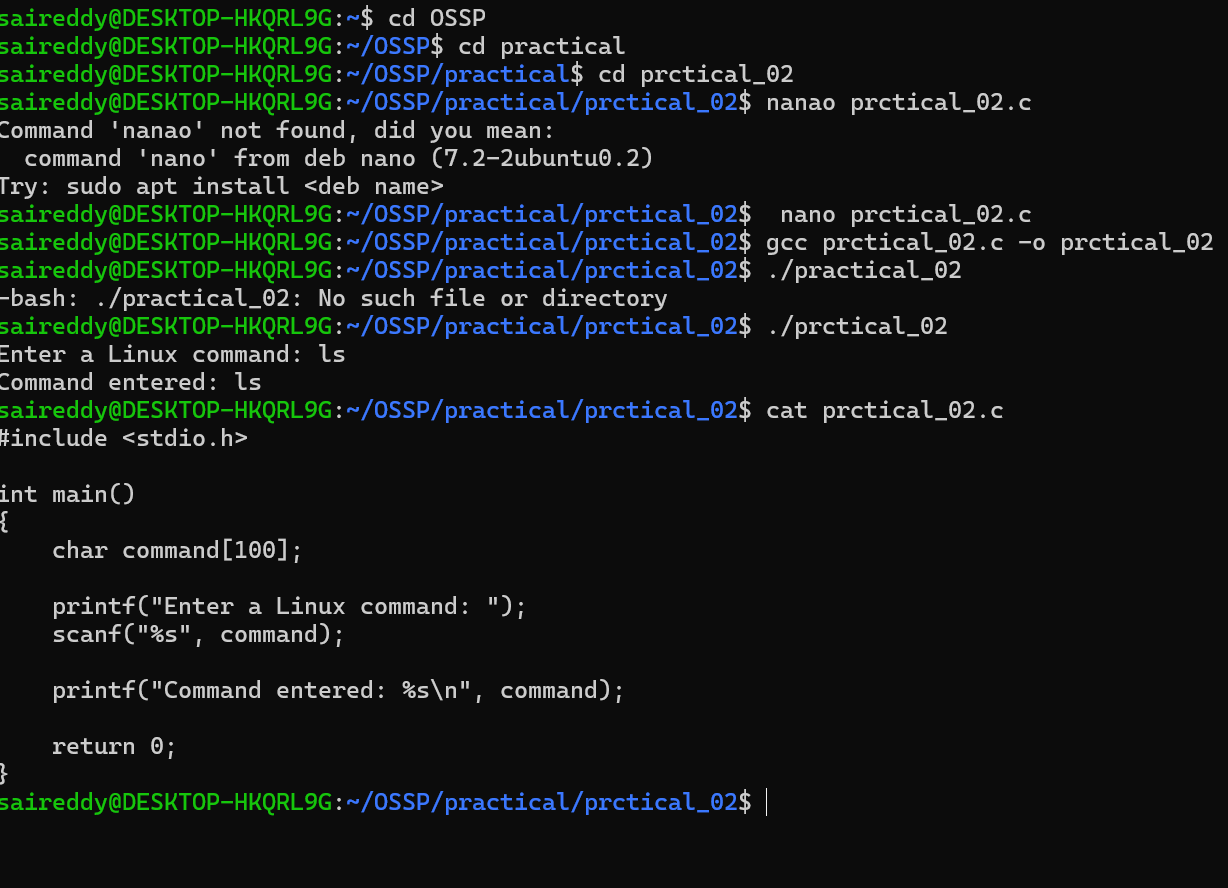 saireddy@DESKTOP-HKQRL9G:~$ cd OSSP
saireddy@DESKTOP-HKQRL9G:~/OSSP$ cd practical
saireddy@DESKTOP-HKQRL9G:~/OSSP/practical$ cd prctical_02
saireddy@DESKTOP-HKQRL9G:~/OSSP/practical/prctical_02$ nanao prctical_02.c
Command 'nanao' not found, did you mean:
  command 'nano' from deb nano (7.2-2ubuntu0.2)
Try: sudo apt install <deb name>
saireddy@DESKTOP-HKQRL9G:~/OSSP/practical/prctical_02$  nano prctical_02.c
saireddy@DESKTOP-HKQRL9G:~/OSSP/practical/prctical_02$ gcc prctical_02.c -o prctical_02
saireddy@DESKTOP-HKQRL9G:~/OSSP/practical/prctical_02$ ./practical_02
-bash: ./practical_02: No such file or directory
saireddy@DESKTOP-HKQRL9G:~/OSSP/practical/prctical_02$ ./prctical_02
Enter a Linux command: ls
Command entered: ls
saireddy@DESKTOP-HKQRL9G:~/OSSP/practical/prctical_02$ cat prctical_02.c
#include <stdio.h>

int main()
{
    char command[100];

    printf("Enter a Linux command: ");
    scanf("%s", command);

    printf("Command entered: %s\n", command);

    return 0;
}
saireddy@DESKTOP-HKQRL9G:~/OSSP/practical/prctical_02$